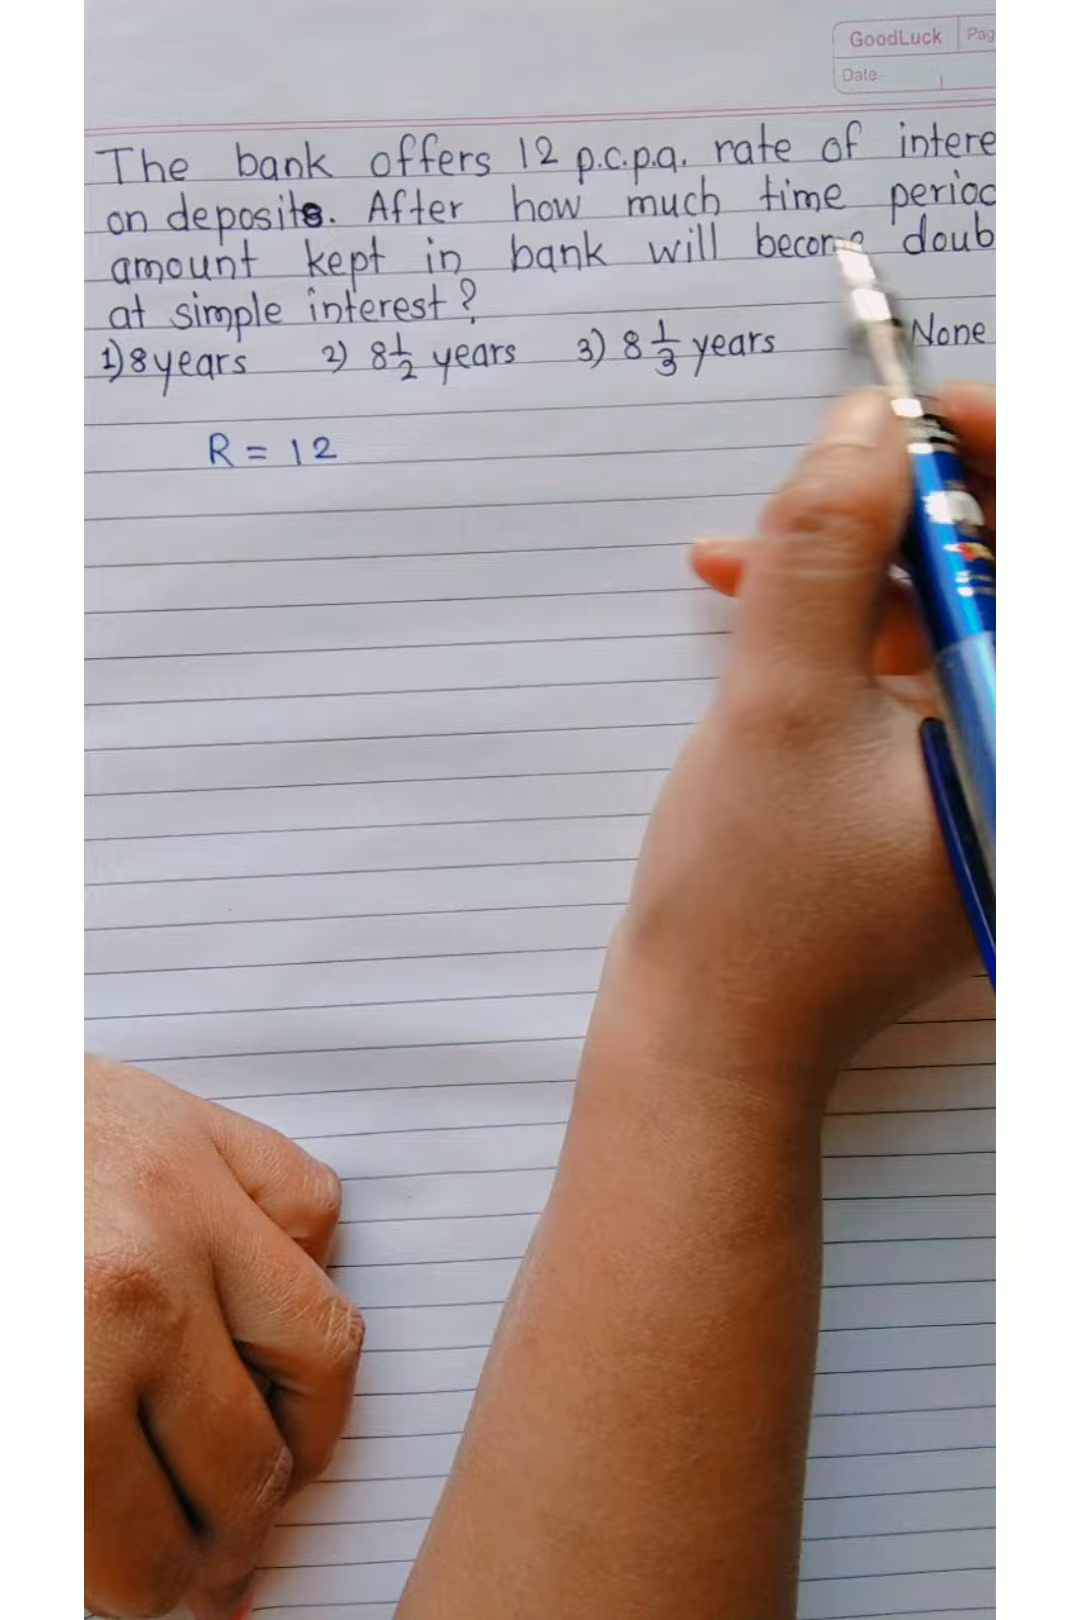 GoodLuck Pag
Date
The bank offers 12 p.c.p.a. rate of intere
on deposits. After how much time perioc
amount kept in bank will become doub
at simple interest?
1) 8 years 2) 8 1/2 years 3) 8 1/3 years None
R = 12